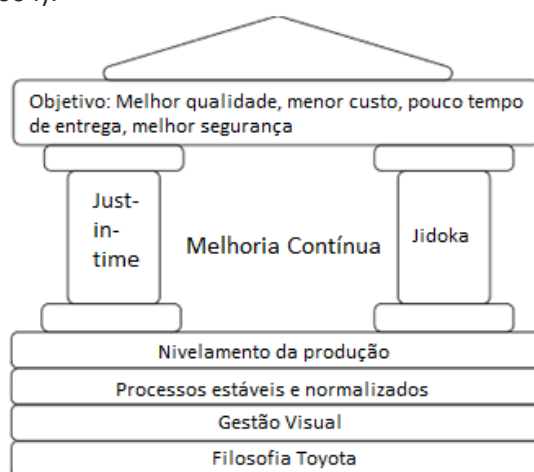 Objetivo: Melhor qualidade, menor custo, pouco tempo
de entrega, melhor segurança
Just-
in-
time
Melhoria Contínua
Jidoka
Nivelamento da produção
Processos estáveis e normalizados
Gestão Visual
Filosofia Toyota